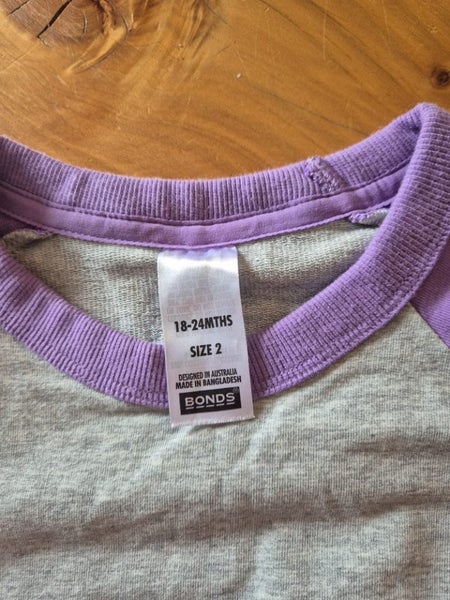 18-24MTHS
SIZE 2
DESIGNED IN AUSTRALIA
MADE IN BANGLADESH
BONDS